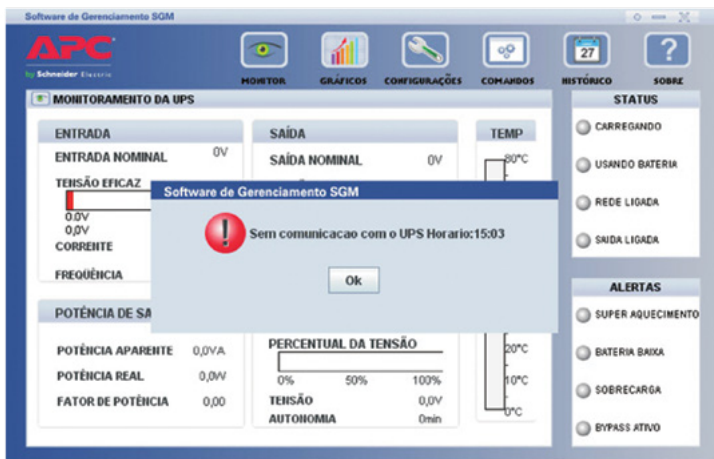 Software de Gerenciamento SGM
APC
by Schneider Electric
MONITOR
GRÁFICOS
CONFIGURAÇÕES
COMANDOS
27
HISTÓRICO
?
SOBRE
MONITORAMENTO DA UPS
ENTRADA
ENTRADA NOMINAL 0V
TENSÃO EFICAZ
0.0V
0,0V
CORRENTE
FREQÜÊNCIA
SAÍDA
SAÍDA NOMINAL 0V
TEMP
80°C
20°C
10°C
0°C
Software de Gerenciamento SGM
Sem comunicacao com o UPS Horario:15:03
Ok
POTÊNCIA DE SA
POTÊNCIA APARENTE 0,0VA
POTÊNCIA REAL 0,0W
FATOR DE POTÊNCIA 0,00
PERCENTUAL DA TENSÃO
0% 50% 100%
TENSÃO 0,0V
AUTONOMIA 0min
STATUS
CARREGANDO
USANDO BATERIA
REDE LIGADA
SAIDA LIGADA
ALERTAS
SUPER AQUECIMENTO
BATERIA BAIXA
SOBRECARGA
BYPASS ATIVO